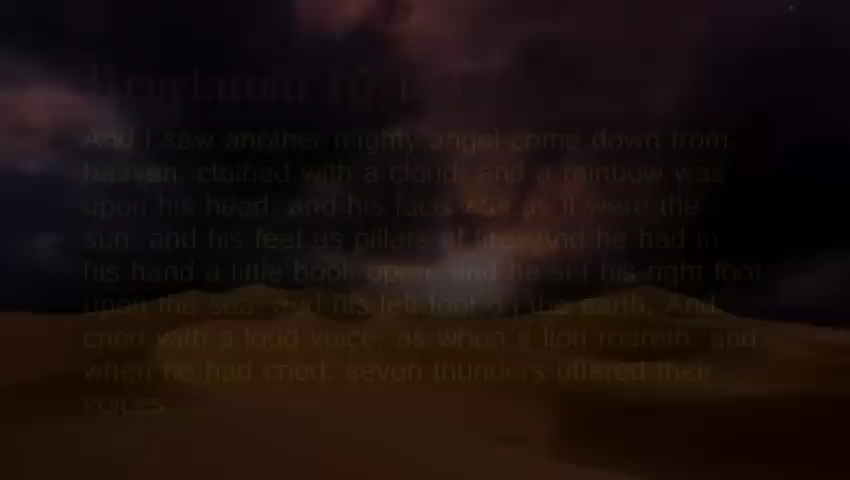 Revelation 10:1-3
And I saw another mighty angel come down from
heaven, clothed with a cloud: and a rainbow was
upon his head, and his face was as it were the
sun, and his feet as pillars of fire: And he had in
his hand a little book open: and he set his right foot
upon the sea, and his left foot on the earth, And
cried with a loud voice, as when a lion roareth: and
when he had cried, seven thunders uttered their
voices.